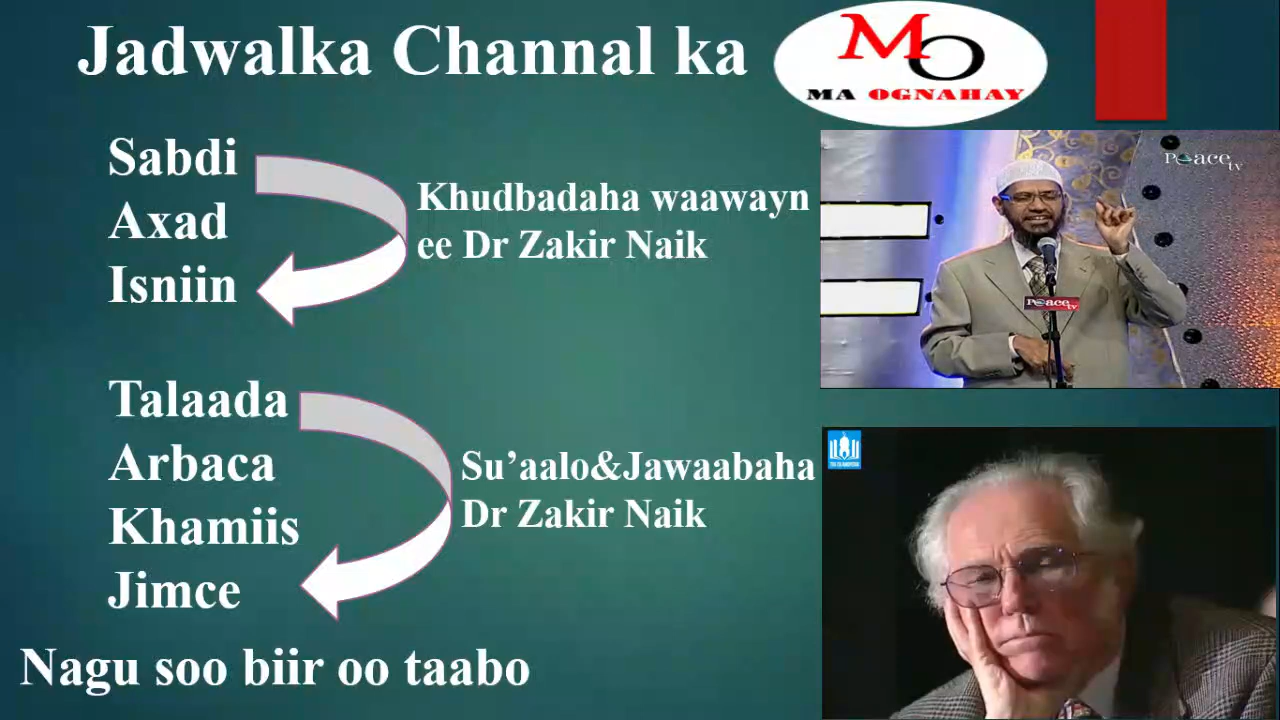 Jadwalka Channal ka
MO
MA OGNAHAY
Sabdi
Axad
Isniin
Khudbadaha waawayn
ee Dr Zakir Naik
Peace tv
Peace tv
Talaada
Arbaca
Khamiis
Jimce
Su’aalo&Jawaabaha
Dr Zakir Naik
Nagu soo biir oo taabo